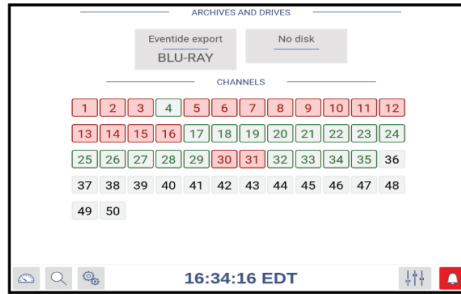 ARCHIVES AND DRIVES
Eventide export No disk
BLU-RAY
CHANNELS
1 2 3 4 5 6 7 8 9 10 11 12
13 14 15 16 17 18 19 20 21 22 23 24
25 26 27 28 29 30 31 32 33 34 35 36
37 38 39 40 41 42 43 44 45 46 47 48
49 50
16:34:16 EDT